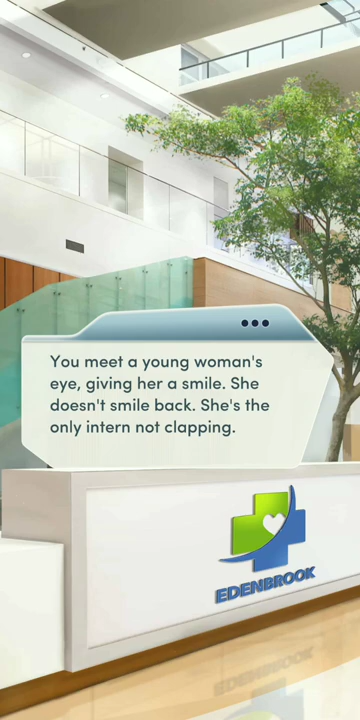 You meet a young woman's
eye, giving her a smile. She
doesn't smile back. She's the
only intern not clapping.
EDENBROOK
EDENBROOK